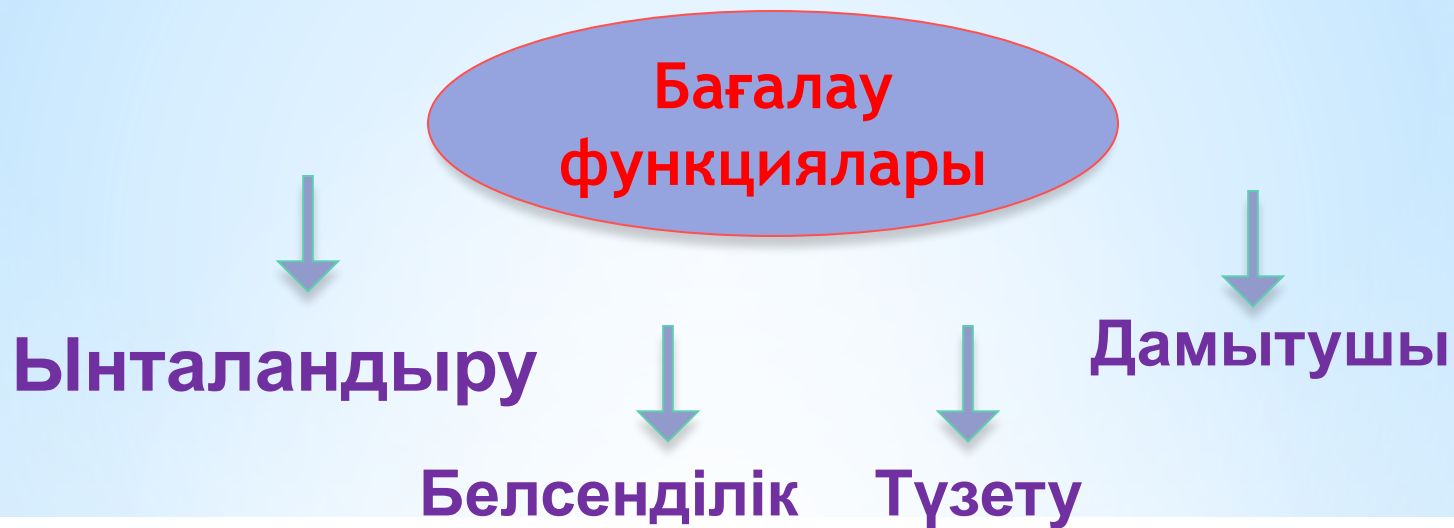 Бағалау
функциялары
Ынталандыру
Дамытушы
Белсенділік
Түзету